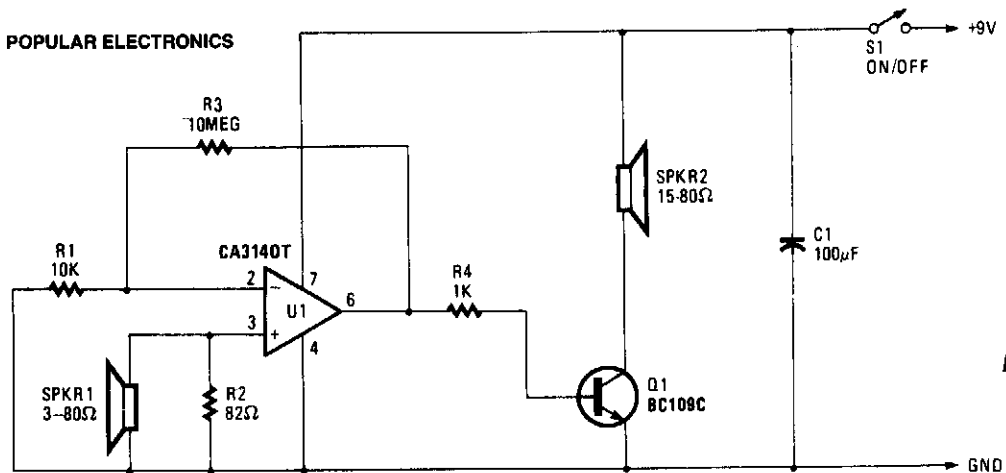 POPULAR ELECTRONICS
+9V
S1
ON/OFF
R3
10MEG
SPKR2
15-80Ω
C1
100µF
CA3140T
R1
10K
2
−
7
U1
6
R4
1K
3
+
4
SPKR1
3–80Ω
R2
82Ω
Q1
BC109C
GND